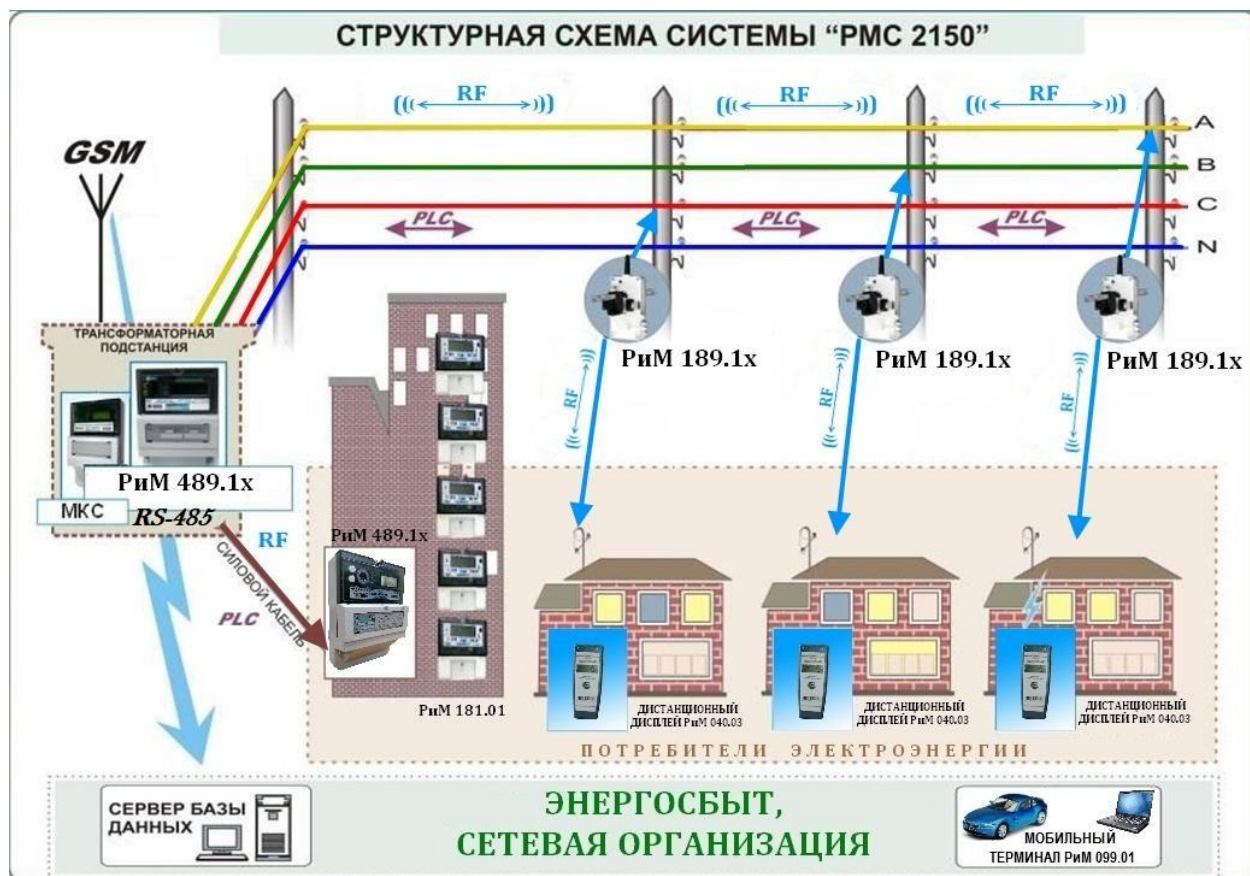 СТРУКТУРНАЯ СХЕМА СИСТЕМЫ “РМС 2150”
RF
RF
RF
A
GSM
B
PLC
PLC
PLC
C
N
ТРАНСФОРМАТОРНАЯ
ПОДСТАНЦИЯ
РиМ 189.1х
РиМ 189.1х
РиМ 189.1х
RF
RF
RF
РиМ 489.1х
МКС
RS-485
RF
СИЛОВОЙ КАБЕЛЬ
PLC
РиМ 489.1х
РиМ 181.01
ДИСТАНЦИОННЫЙ
ДИСПЛЕЙ РиМ 040.03
ДИСТАНЦИОННЫЙ
ДИСПЛЕЙ РиМ 040.03
ДИСТАНЦИОННЫЙ
ДИСПЛЕЙ РиМ 040.03
ПОТРЕБИТЕЛИ ЭЛЕКТРОЭНЕРГИИ
СЕРВЕР БАЗЫ
ДАННЫХ
ЭНЕРГОСБЫТ,
СЕТЕВАЯ ОРГАНИЗАЦИЯ
МОБИЛЬНЫЙ
ТЕРМИНАЛ РиМ 099.01